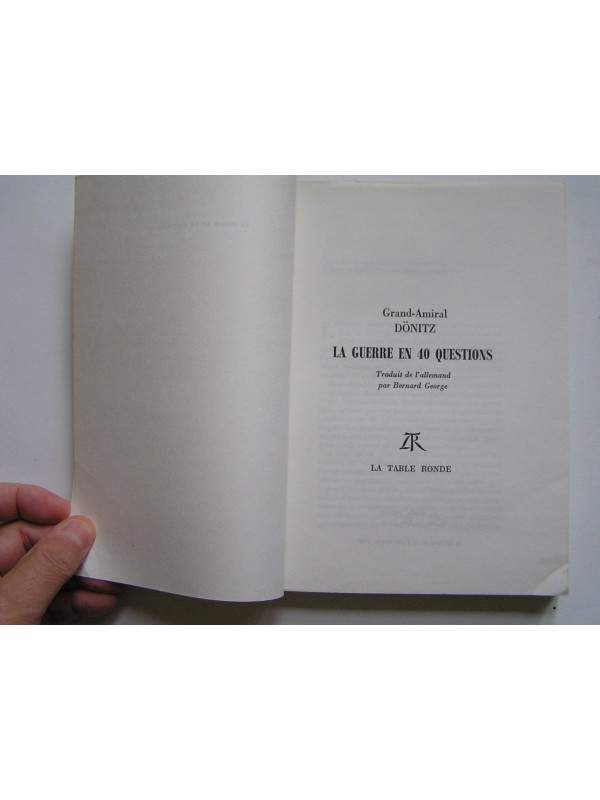 Grand-Amiral
DÖNITZ
LA GUERRE EN 40 QUESTIONS
Traduit de l'allemand
par Bernard George
LA TABLE RONDE